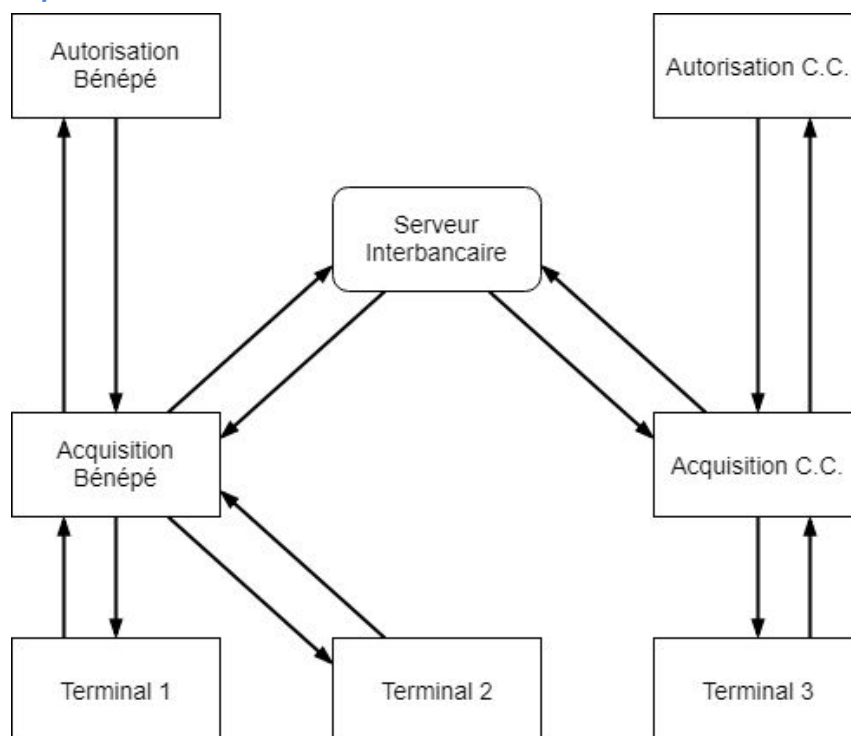 Autorisation
Bénépé
Autorisation C.C.
Serveur
Interbancaire
Acquisition
Bénépé
Acquisition C.C.
Terminal 1
Terminal 2
Terminal 3